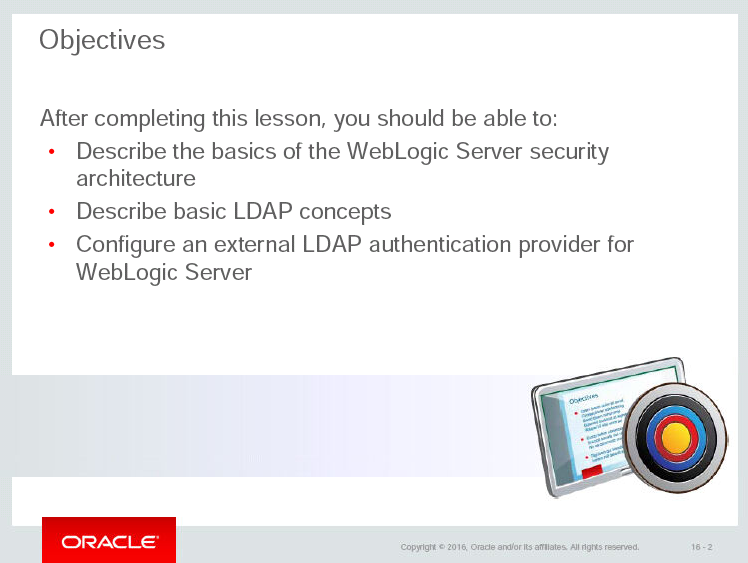 Objectives
After completing this lesson, you should be able to:
• Describe the basics of the WebLogic Server security
architecture
• Describe basic LDAP concepts
• Configure an external LDAP authentication provider for
WebLogic Server
Objectives
ORACLE
Copyright © 2016, Oracle and/or its affiliates. All rights reserved.
16 - 2